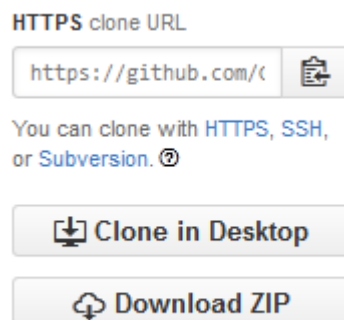 HTTPS clone URL
https://github.com/
You can clone with HTTPS, SSH,
or Subversion.
Clone in Desktop
Download ZIP